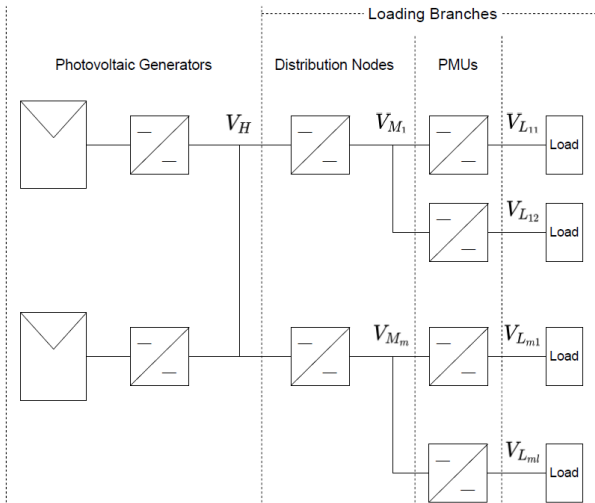 Loading Branches
Photovoltaic Generators
Distribution Nodes
PMUs
V_H
V_{M_1}
V_{L_{11}}
Load
V_{L_{12}}
Load
V_{M_m}
V_{L_{m1}}
Load
V_{L_{ml}}
Load